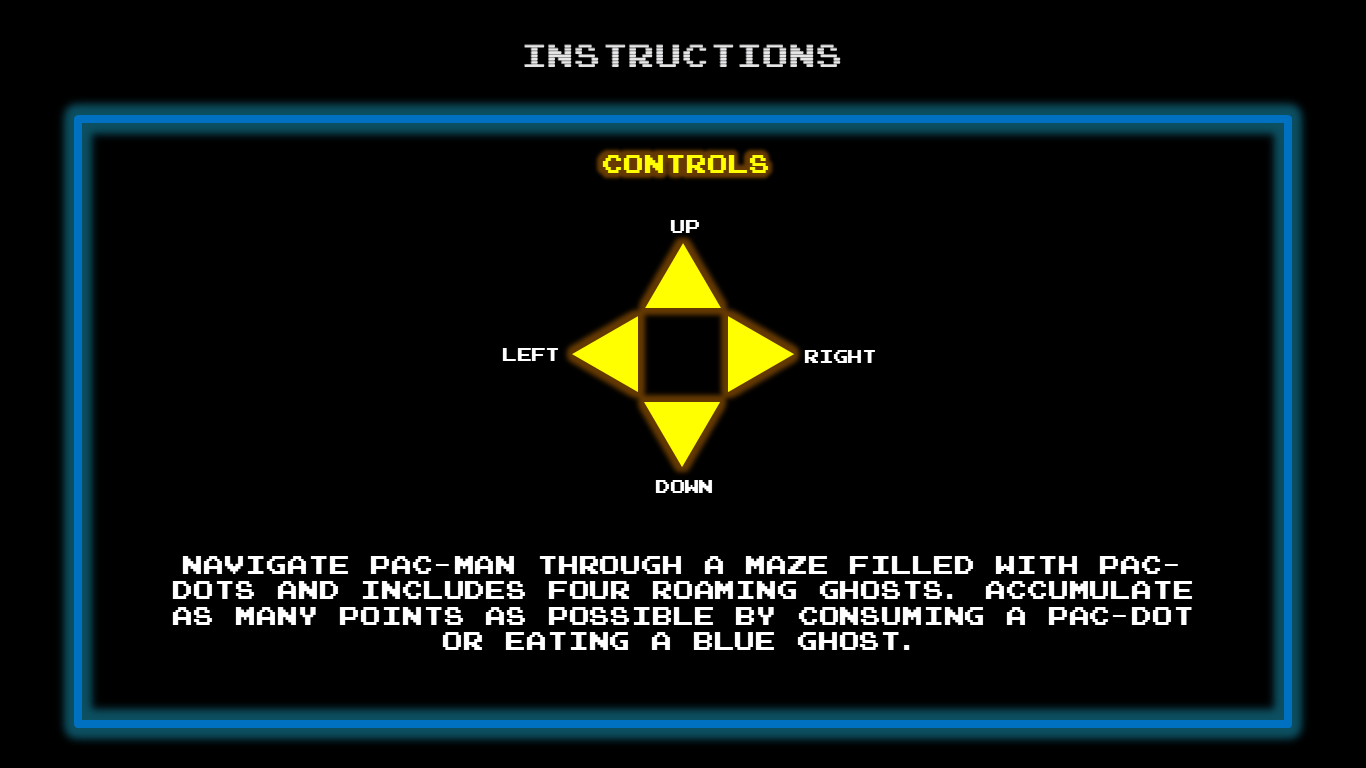 INSTRUCTIONS
CONTROLS
UP
LEFT
RIGHT
DOWN
NAVIGATE PAC-MAN THROUGH A MAZE FILLED WITH PAC-
DOTS AND INCLUDES FOUR ROAMING GHOSTS. ACCUMULATE
AS MANY POINTS AS POSSIBLE BY CONSUMING A PAC-DOT
OR EATING A BLUE GHOST.